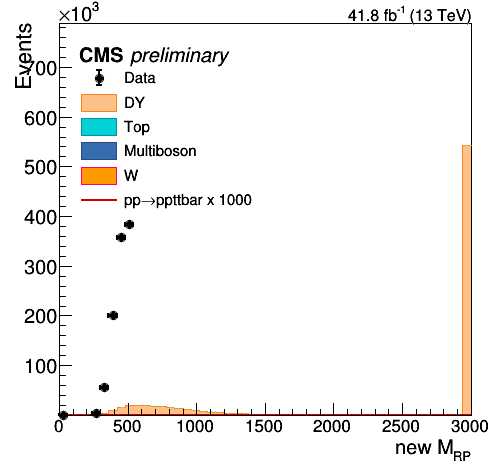 ×10³
41.8 fb⁻¹ (13 TeV)
Events
CMS preliminary
Data
DY
Top
Multiboson
W
pp→ppttbar x 1000
700
600
500
400
300
200
100
0 500 1000 1500 2000 2500 3000
new M_RP